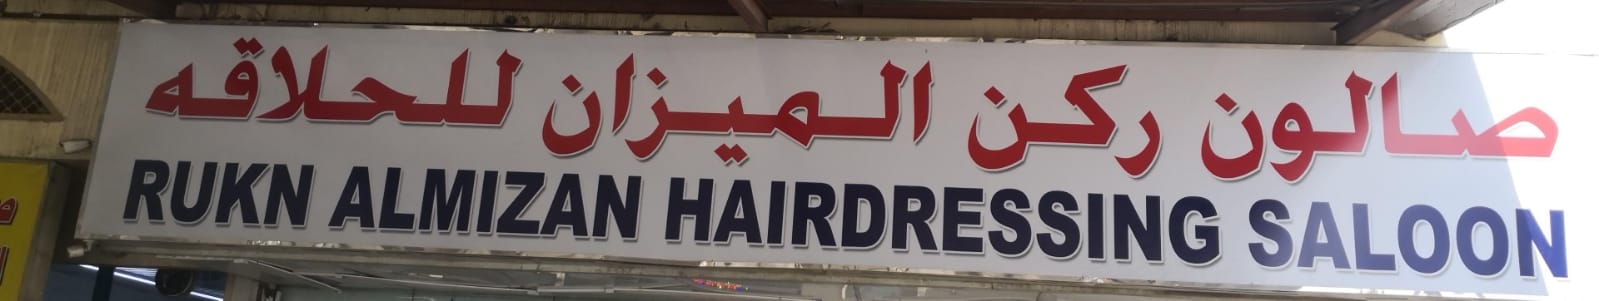 صالون ركن الميزان للحلاقه
RUKN ALMIZAN HAIRDRESSING SALOON